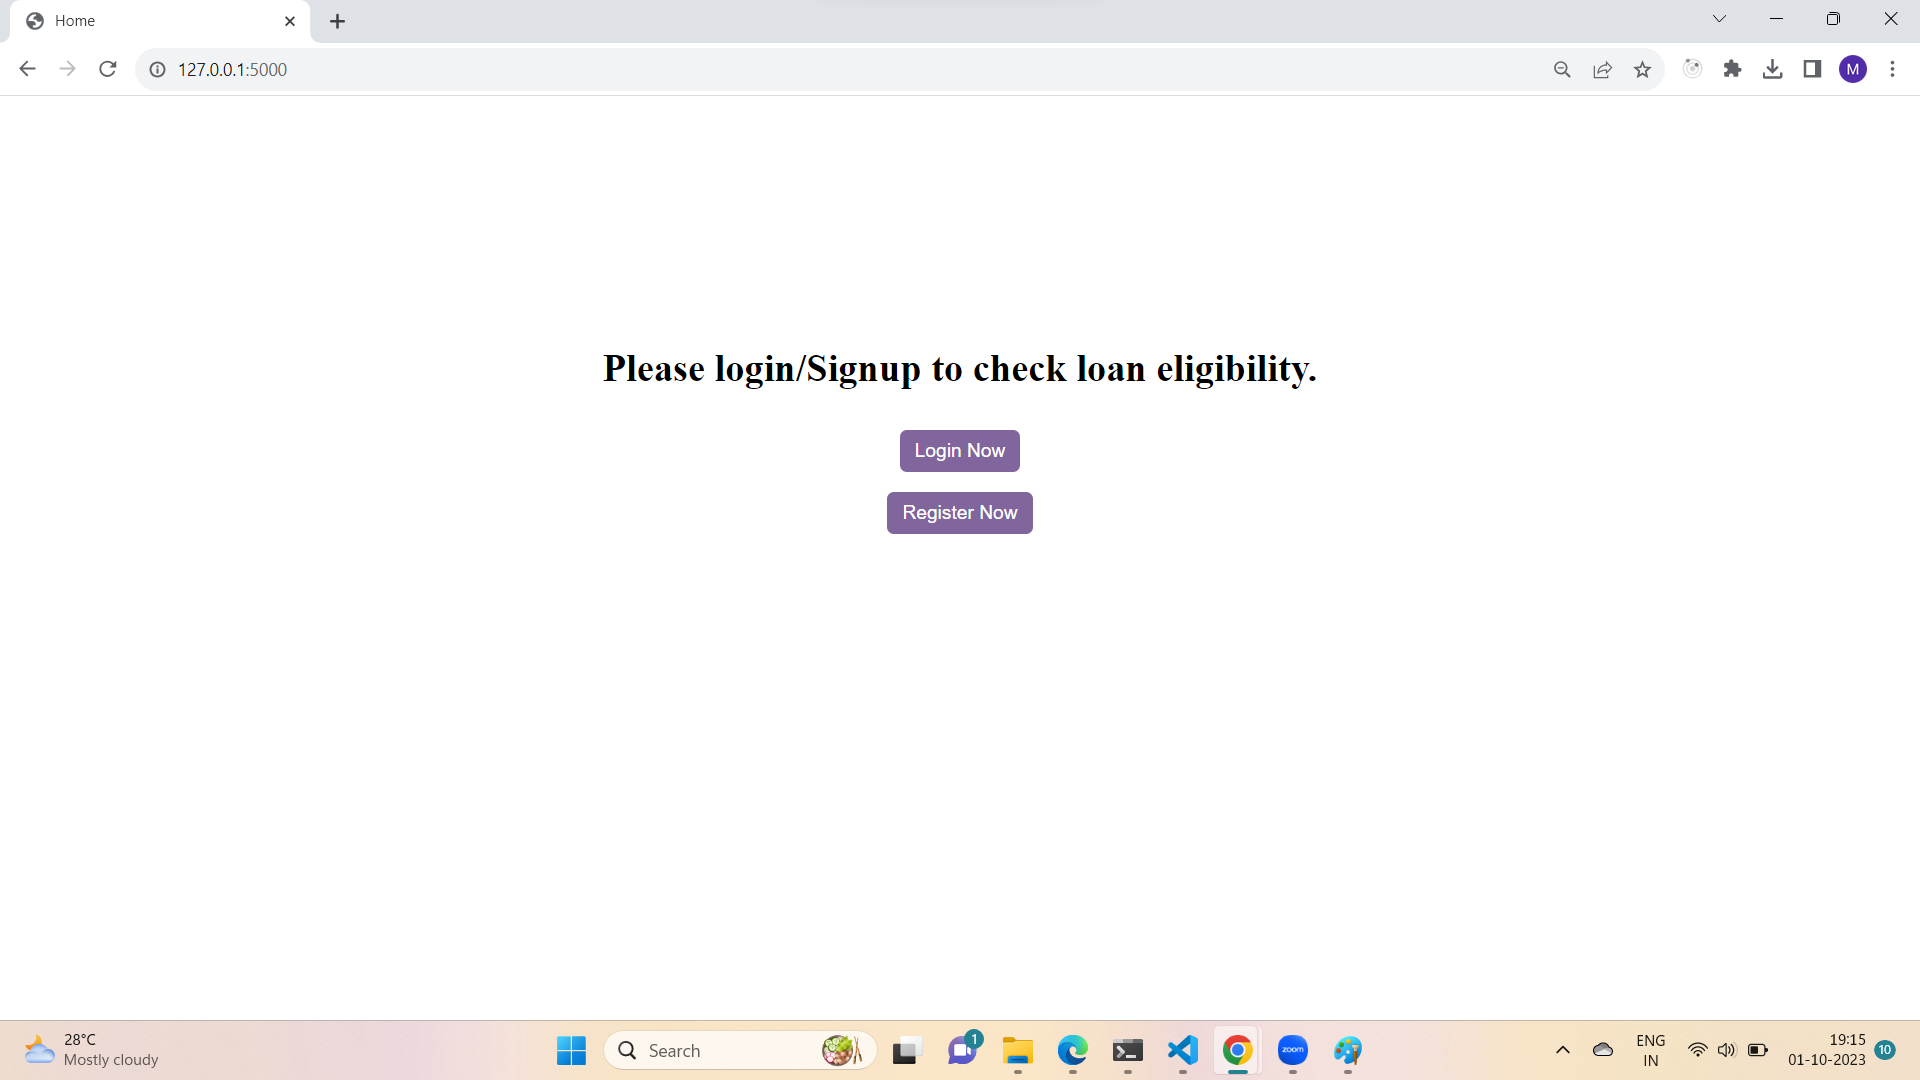 Home
127.0.0.1:5000
M
Please login/Signup to check loan eligibility.
Login Now
Register Now
28°C
Mostly cloudy
Search
1
zoom
ENG
IN
19:15
01-10-2023
10